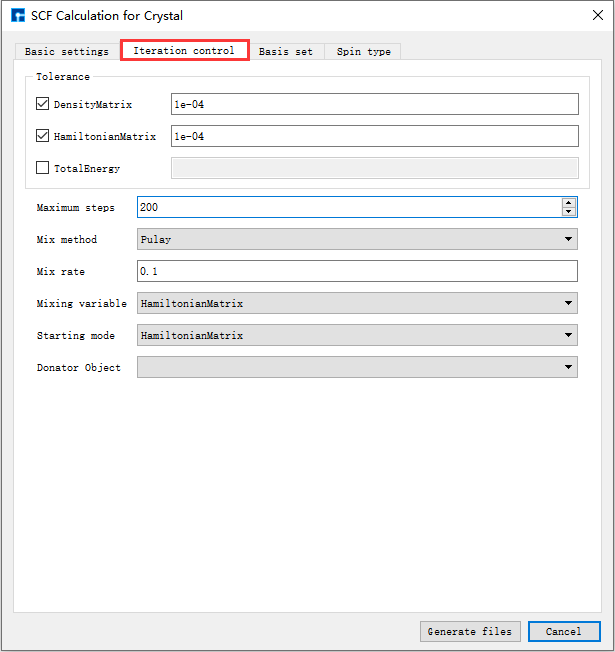 SCF Calculation for Crystal
Basic settings Iteration control Basis set Spin type
Tolerance
DensityMatrix 1e-04
HamiltonianMatrix 1e-04
TotalEnergy
Maximum steps 200
Mix method Pulay
Mix rate 0.1
Mixing variable HamiltonianMatrix
Starting mode HamiltonianMatrix
Donator Object
Generate files Cancel